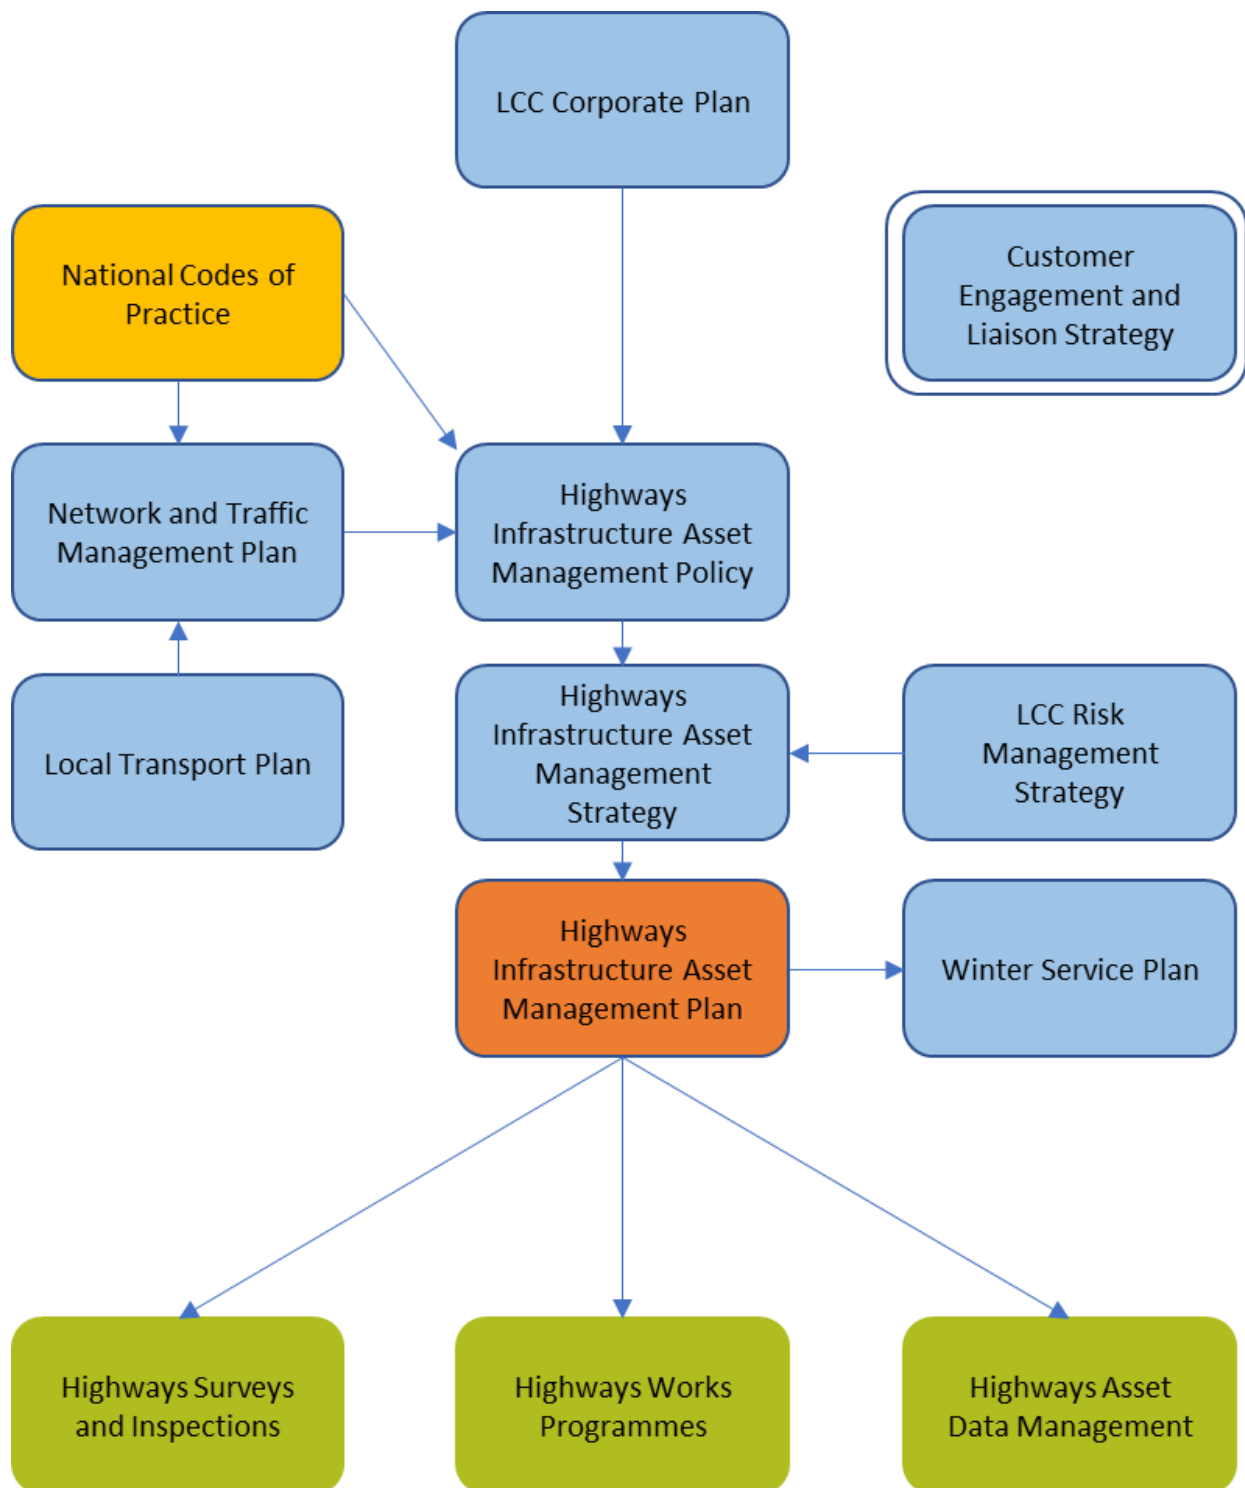 LCC Corporate Plan
National Codes of
Practice
Customer
Engagement and
Liaison Strategy
Network and Traffic
Management Plan
Highways
Infrastructure Asset
Management Policy
Local Transport Plan
Highways
Infrastructure Asset
Management
Strategy
LCC Risk
Management
Strategy
Highways
Infrastructure Asset
Management Plan
Winter Service Plan
Highways Surveys
and Inspections
Highways Works
Programmes
Highways Asset
Data Management